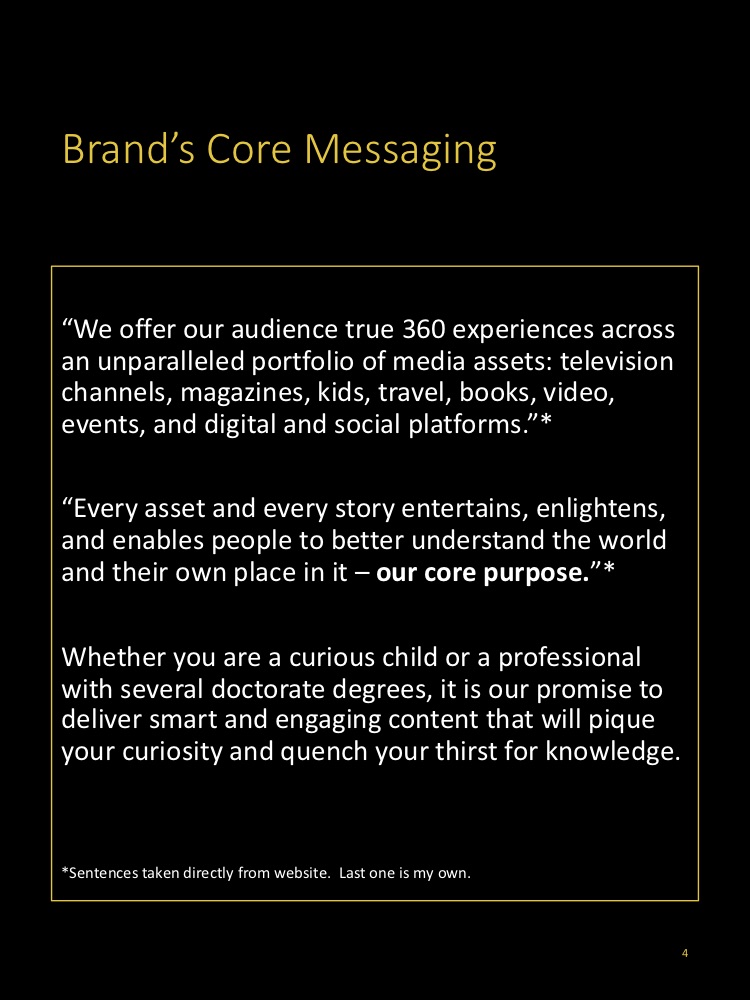 Brand’s Core Messaging
“We offer our audience true 360 experiences across
an unparalleled portfolio of media assets: television
channels, magazines, kids, travel, books, video,
events, and digital and social platforms.”*
“Every asset and every story entertains, enlightens,
and enables people to better understand the world
and their own place in it – our core purpose.”*
Whether you are a curious child or a professional
with several doctorate degrees, it is our promise to
deliver smart and engaging content that will pique
your curiosity and quench your thirst for knowledge.
*Sentences taken directly from website.  Last one is my own.
4